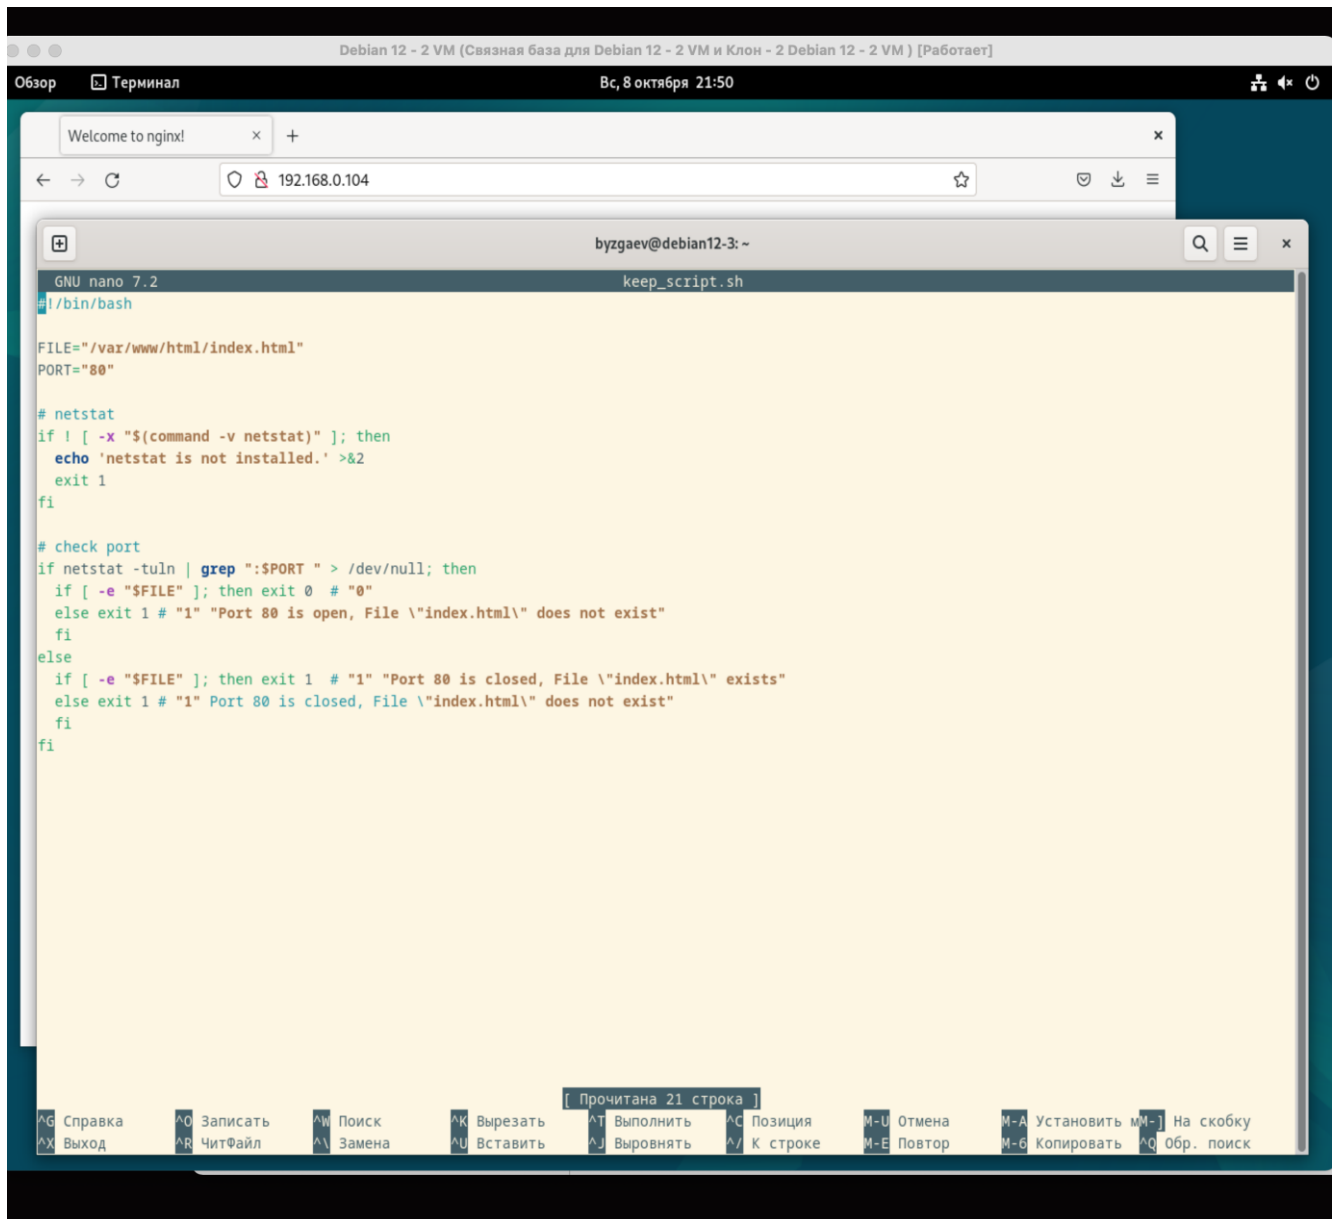 Debian 12 - 2 VM (Связная база для Debian 12 - 2 VM и Клон - 2 Debian 12 - 2 VM ) [Работает]
Обзор Терминал Вс, 8 октября 21:50
Welcome to nginx! × + ×
192.168.0.104
byzgaev@debian12-3: ~ ×
GNU nano 7.2 keep_script.sh
#!/bin/bash
FILE="/var/www/html/index.html"
PORT="80"
# netstat
if ! [ -x "$(command -v netstat)" ]; then
  echo 'netstat is not installed.' >&2
  exit 1
fi
# check port
if netstat -tuln | grep ":$PORT " > /dev/null; then
  if [ -e "$FILE" ]; then exit 0  # "0"
  else exit 1 # "1" "Port 80 is open, File \"index.html\" does not exist"
  fi
else
  if [ -e "$FILE" ]; then exit 1  # "1" "Port 80 is closed, File \"index.html\" exists"
  else exit 1 # "1" Port 80 is closed, File \"index.html\" does not exist"
  fi
fi
[ Прочитана 21 строка ]
^G Справка ^O Записать ^W Поиск ^K Вырезать ^T Выполнить ^C Позиция M-U Отмена M-A Установить мM-] На скобку
^X Выход ^R ЧитФайл ^\ Замена ^U Вставить ^J Выровнять ^/ К строке M-E Повтор M-6 Копировать ^Q Обр. поиск